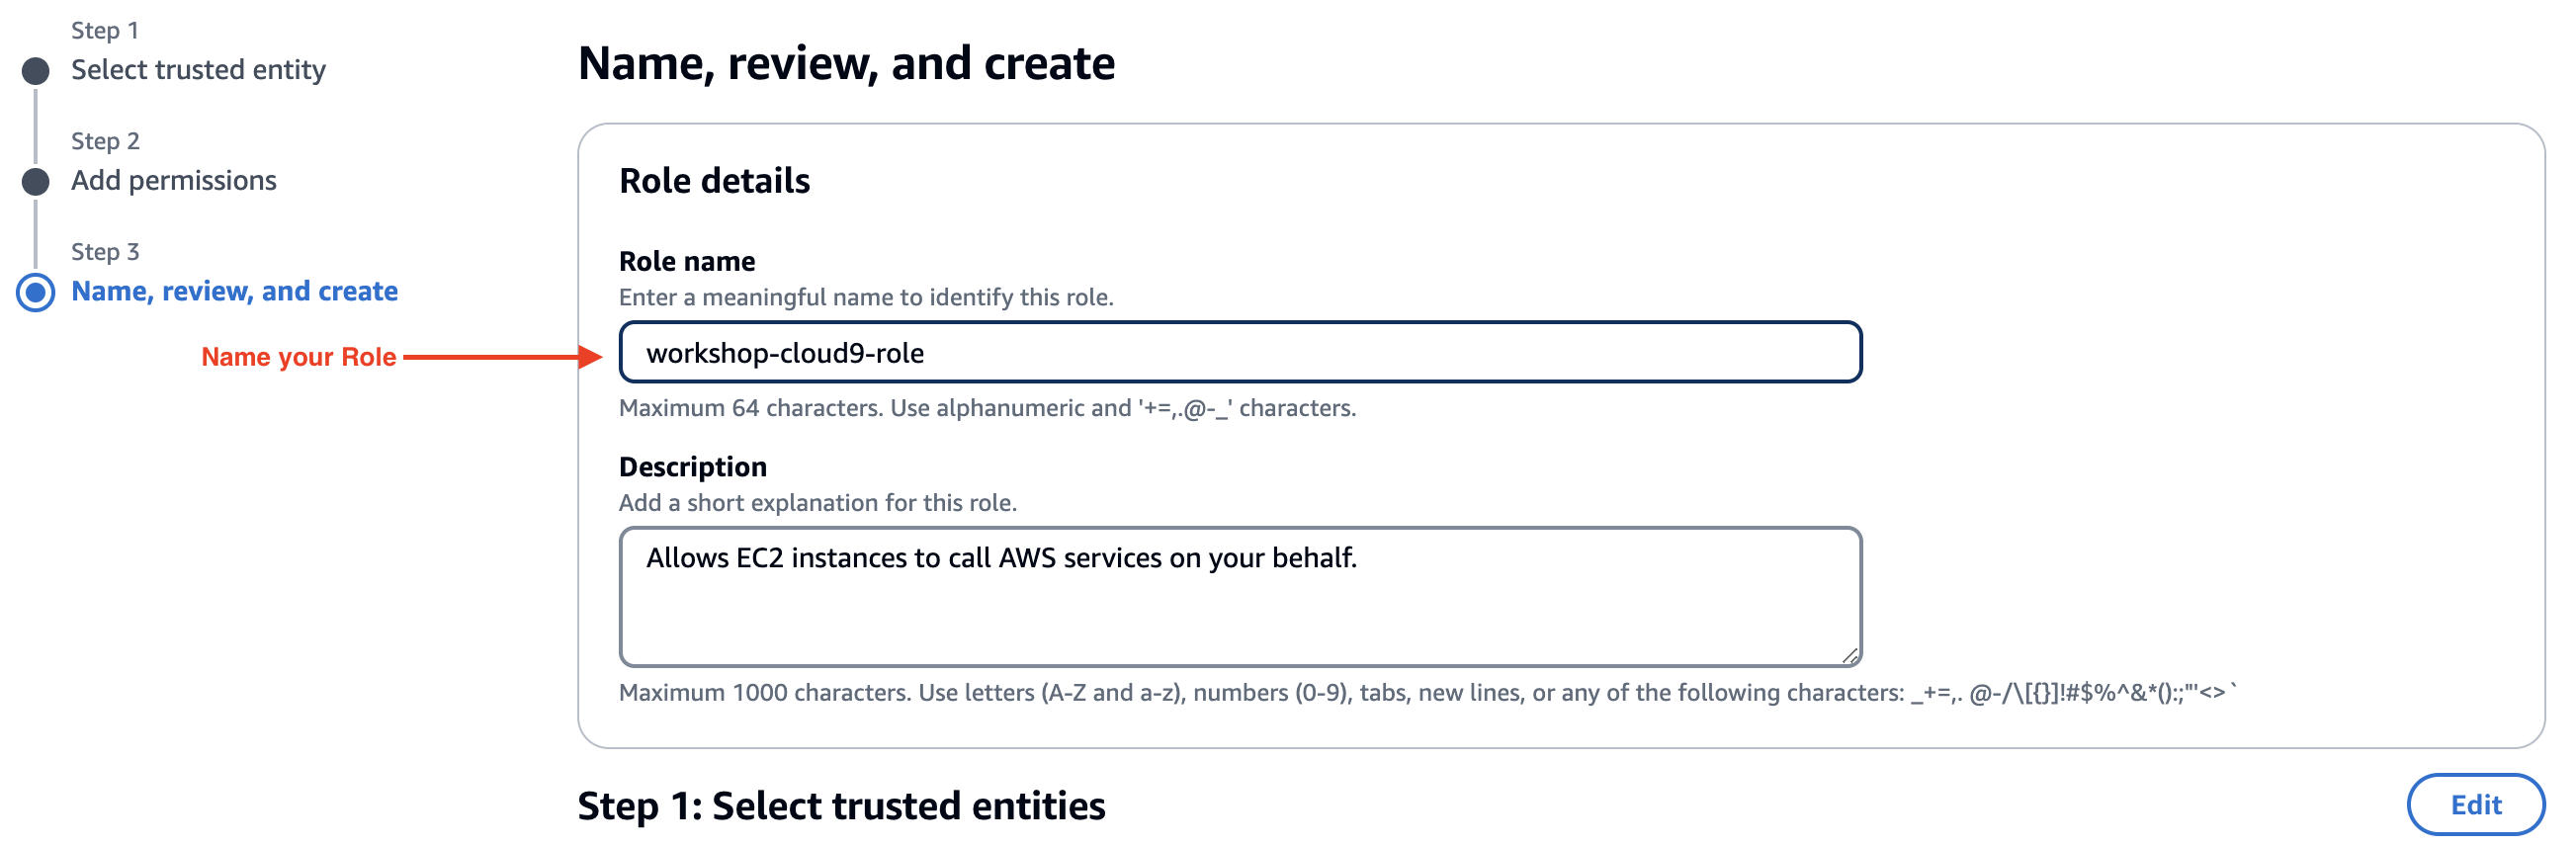 Step 1
Select trusted entity
Step 2
Add permissions
Step 3
Name, review, and create
Name your Role
Name, review, and create
Role details
Role name
Enter a meaningful name to identify this role.
workshop-cloud9-role
Maximum 64 characters. Use alphanumeric and '+=,.@-_' characters.
Description
Add a short explanation for this role.
Allows EC2 instances to call AWS services on your behalf.
Maximum 1000 characters. Use letters (A-Z and a-z), numbers (0-9), tabs, new lines, or any of the following characters: _+=,. @-/\[{}]!#$%^&*():;"'<>`
Step 1: Select trusted entities
Edit